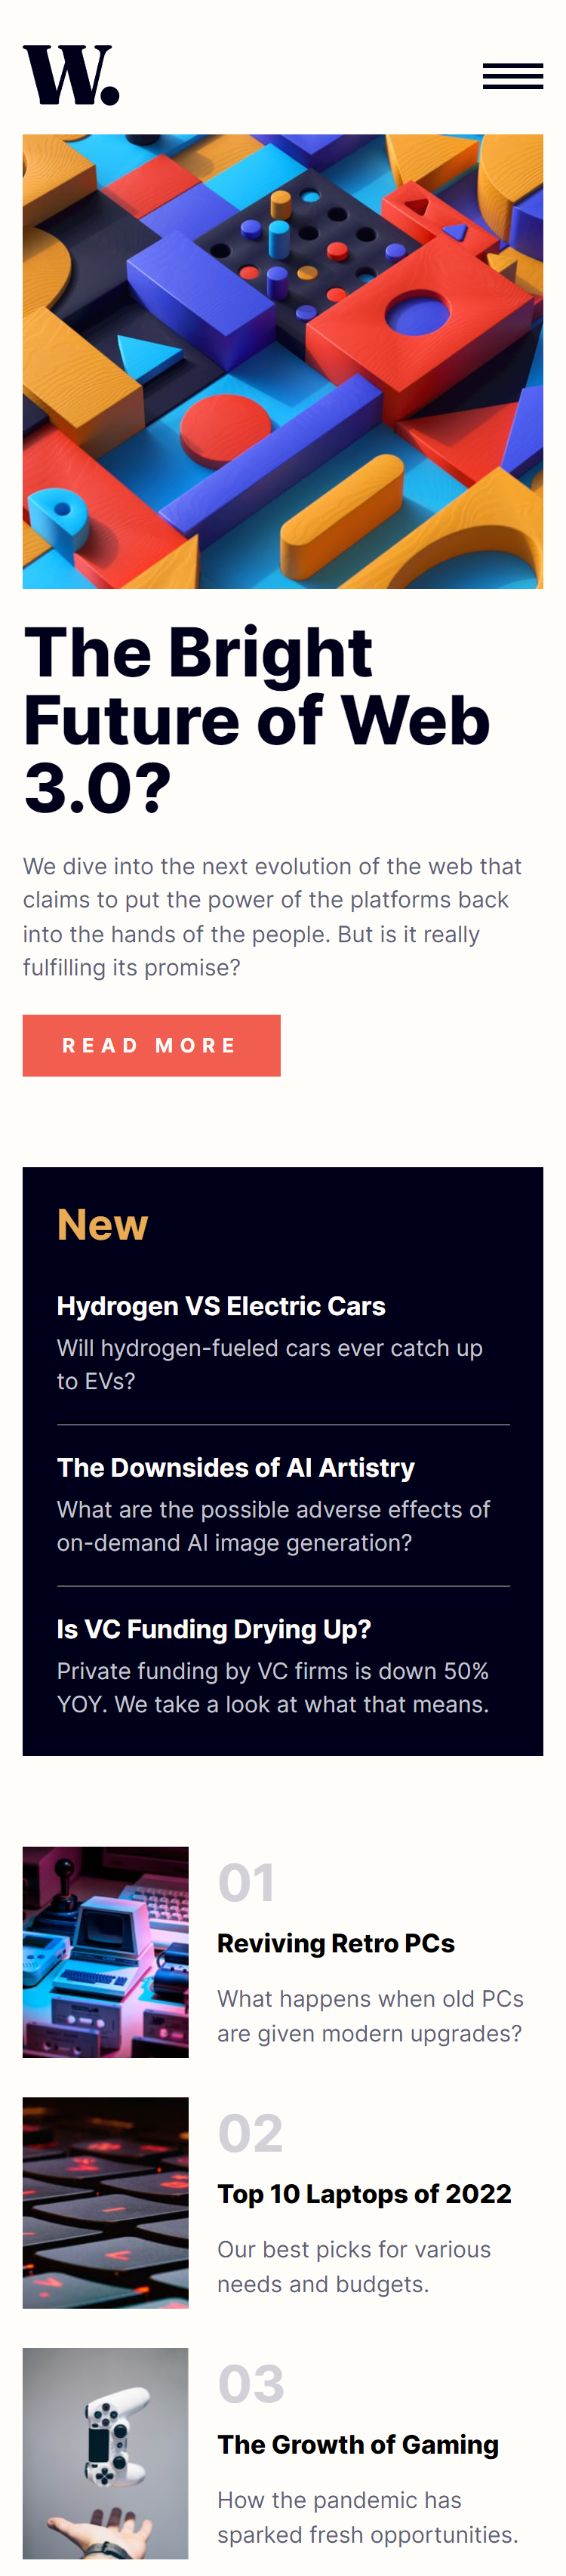 W.
The Bright
Future of Web
3.0?
We dive into the next evolution of the web that
claims to put the power of the platforms back
into the hands of the people. But is it really
fulfilling its promise?
READ MORE
New
Hydrogen VS Electric Cars
Will hydrogen-fueled cars ever catch up
to EVs?
The Downsides of AI Artistry
What are the possible adverse effects of
on-demand AI image generation?
Is VC Funding Drying Up?
Private funding by VC firms is down 50%
YOY. We take a look at what that means.
01
Reviving Retro PCs
What happens when old PCs
are given modern upgrades?
02
Top 10 Laptops of 2022
Our best picks for various
needs and budgets.
03
The Growth of Gaming
How the pandemic has
sparked fresh opportunities.